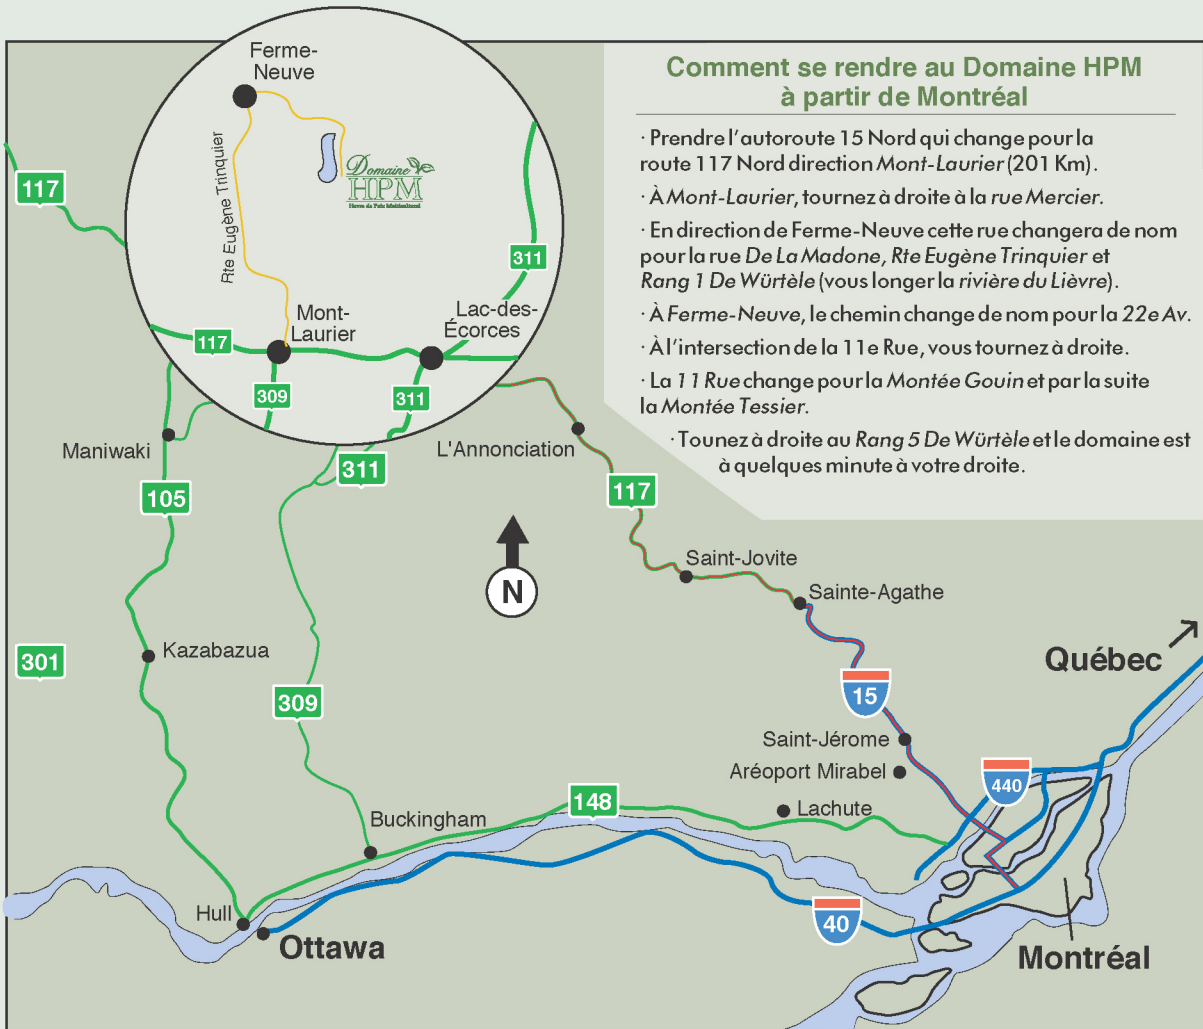 Comment se rendre au Domaine HPM
à partir de Montréal
· Prendre l'autoroute 15 Nord qui change pour la
route 117 Nord direction Mont-Laurier (201 Km).
· À Mont-Laurier, tournez à droite à la rue Mercier.
· En direction de Ferme-Neuve cette rue changera de nom
pour la rue De La Madone, Rte Eugène Trinquier et
Rang 1 De Würtèle (vous longer la rivière du Lièvre).
· À Ferme-Neuve, le chemin change de nom pour la 22e Av.
· À l'intersection de la 11e Rue, vous tournez à droite.
· La 11 Rue change pour la Montée Gouin et par la suite
la Montée Tessier.
· Tounez à droite au Rang 5 De Würtèle et le domaine est
à quelques minute à votre droite.
Ferme-
Neuve
Rte Eugène Trinquier
Domaine
HPM
Havre de Paix Multiculturel
117
311
Mont-
Laurier
Lac-des-
Écorces
117
309
311
Maniwaki
L'Annonciation
311
105
117
N
Saint-Jovite
Sainte-Agathe
Kazabazua
301
Québec
309
15
Saint-Jérome
Aréoport Mirabel
440
148
Lachute
Buckingham
Hull
40
Ottawa
Montréal